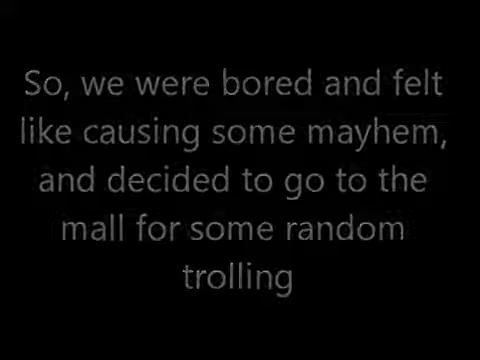 So, we were bored and felt
like causing some mayhem,
and decided to go to the
mall for some random
trolling